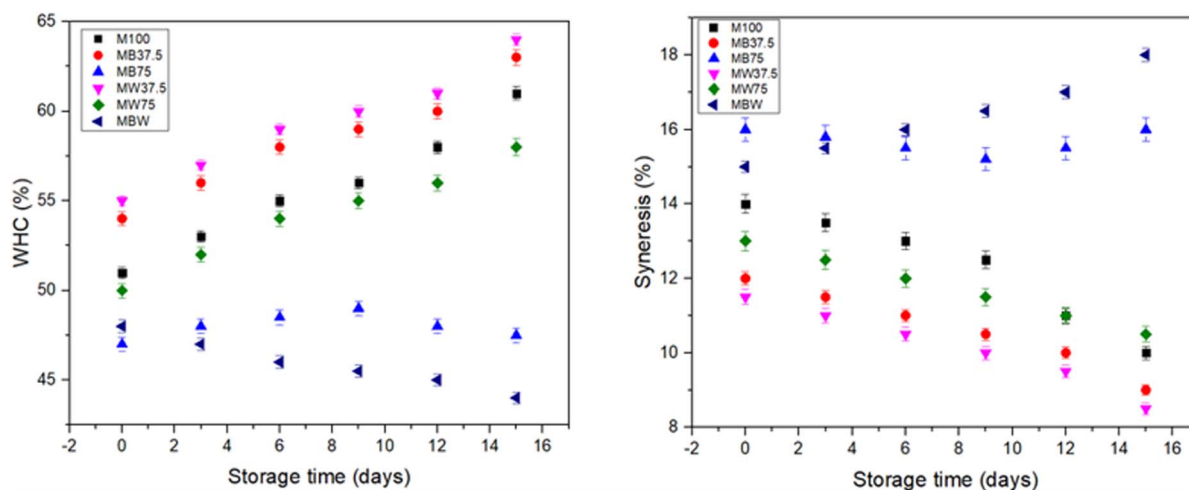 M100
MB37.5
MB75
MW37.5
MW75
MBW
WHC (%)
65
60
55
50
45
-2 0 2 4 6 8 10 12 14 16
Storage time (days)
M100
MB37.5
MB75
MW37.5
MW75
MBW
Syneresis (%)
18
16
14
12
10
8
-2 0 2 4 6 8 10 12 14 16
Storage time (days)